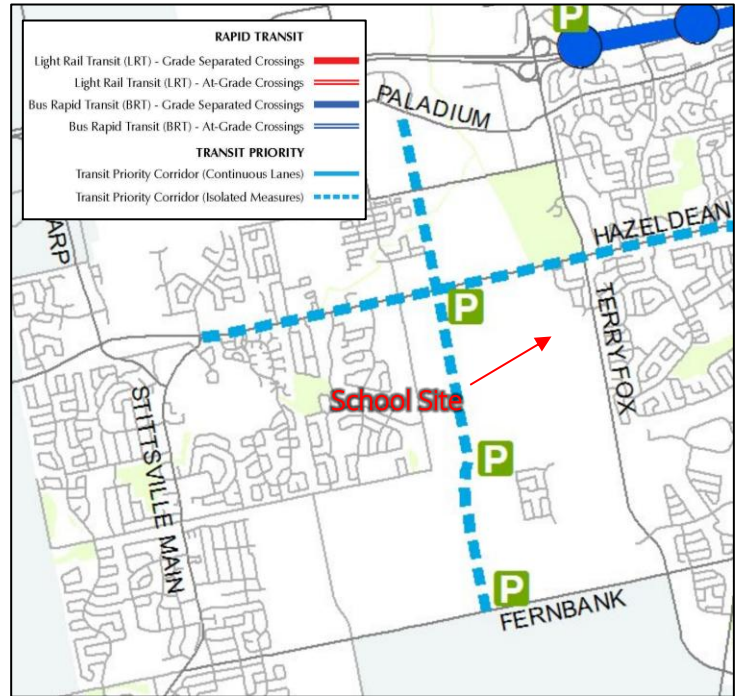 RAPID TRANSIT
Light Rail Transit (LRT) - Grade Separated Crossings
Light Rail Transit (LRT) - At-Grade Crossings
Bus Rapid Transit (BRT) - Grade Separated Crossings
Bus Rapid Transit (BRT) - At-Grade Crossings
TRANSIT PRIORITY
Transit Priority Corridor (Continuous Lanes)
Transit Priority Corridor (Isolated Measures)
P
PALADIUM
ARP
HAZELDEAN
P
TERRY FOX
School Site
STITTSVILLE MAIN
P
P
FERNBANK